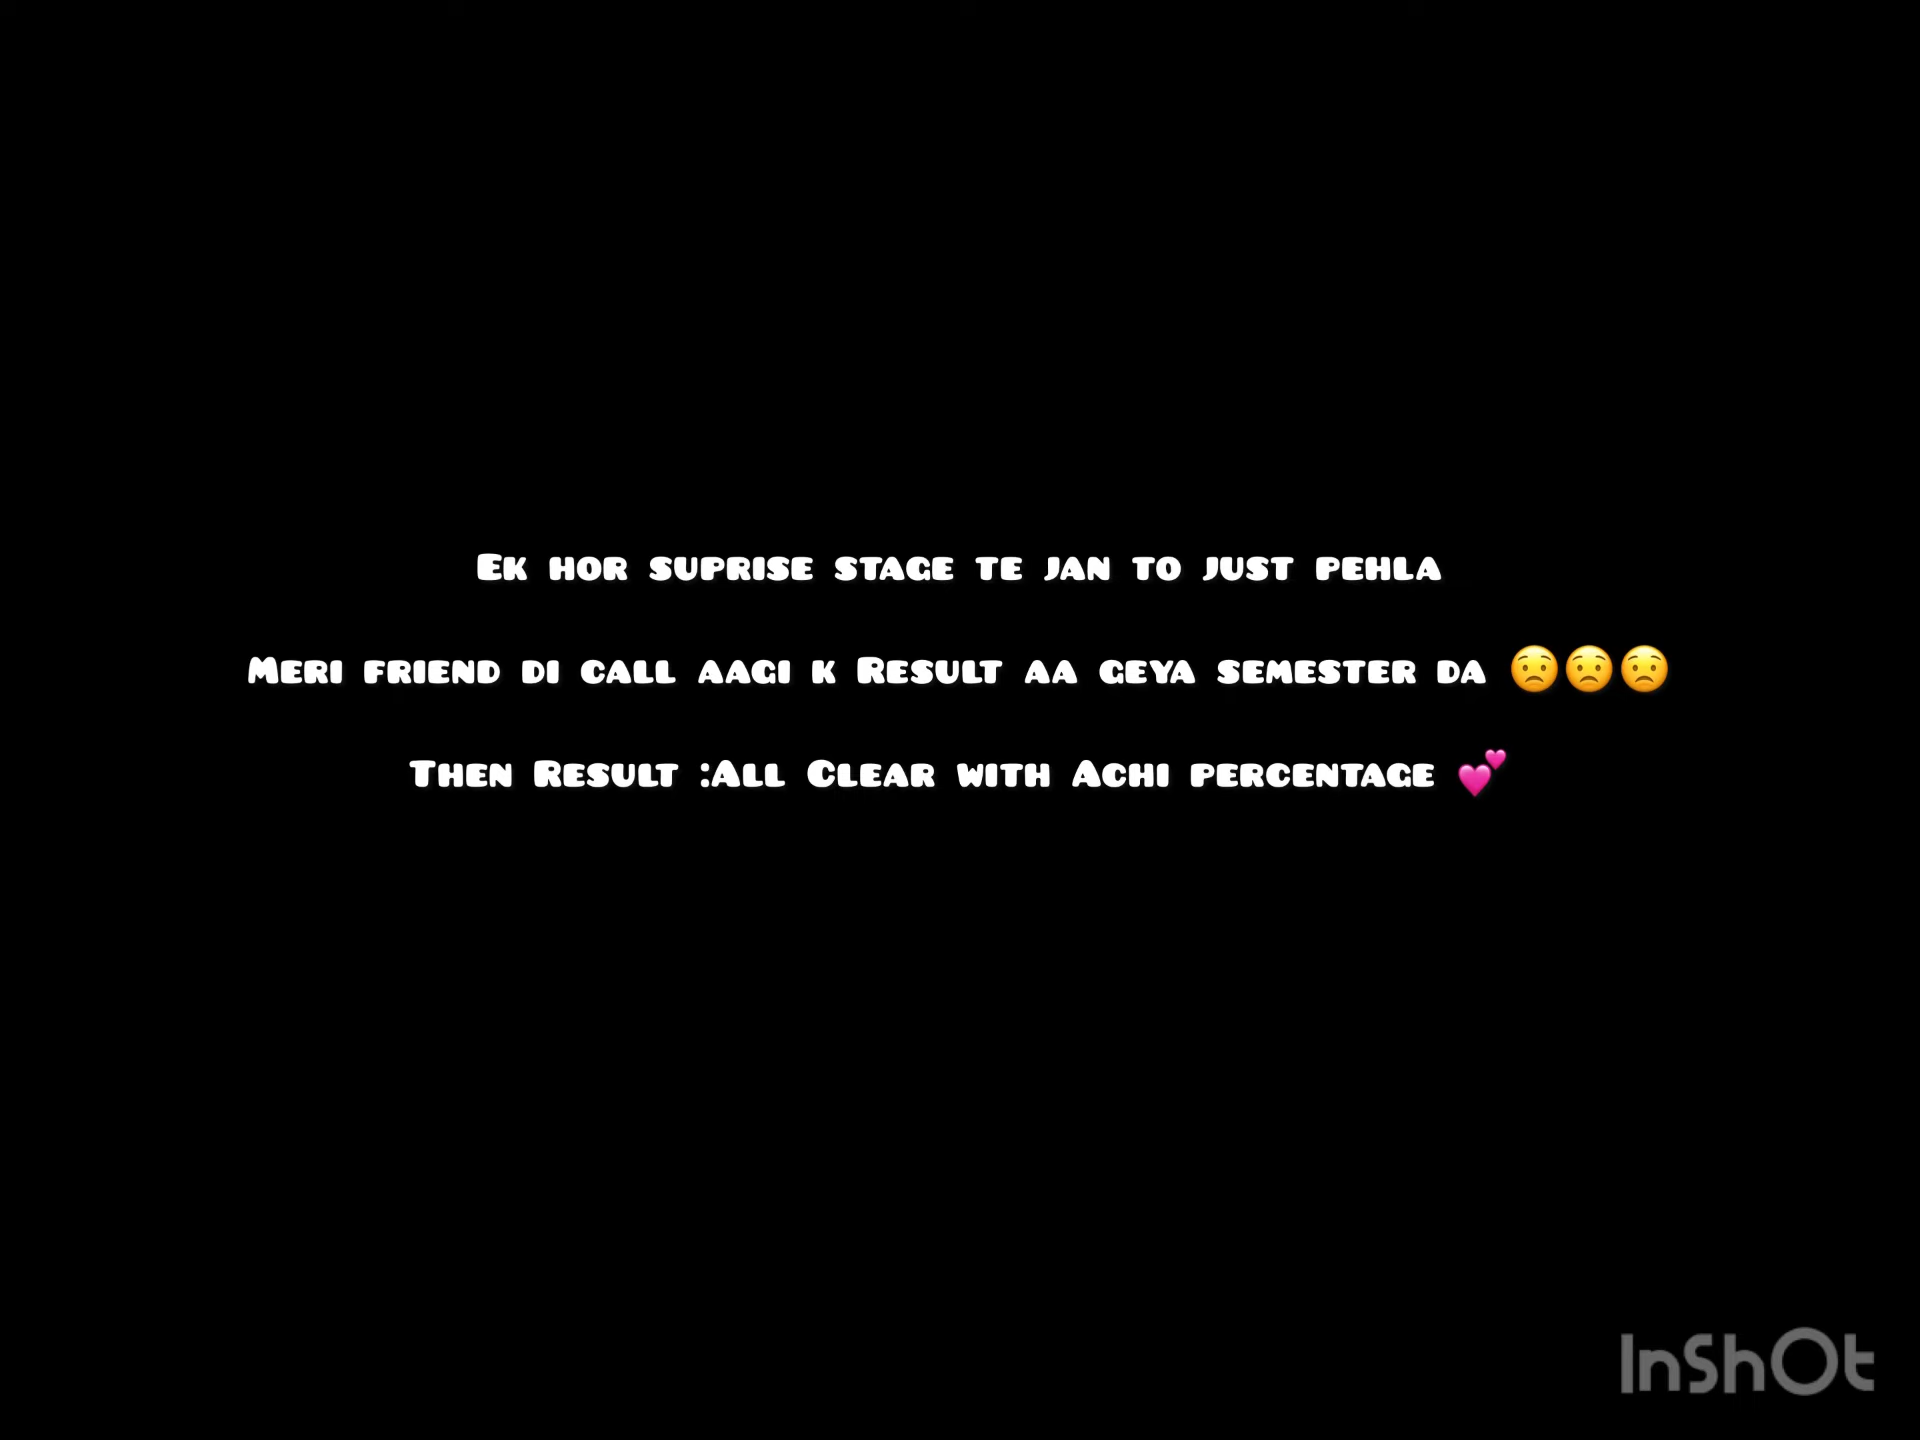 Ek hor suprise stage te jan to just pehla
Meri friend di call aagi k Result aa geya semester da 😟😟😟
Then Result :All Clear with Achi percentage 💕
InShOt